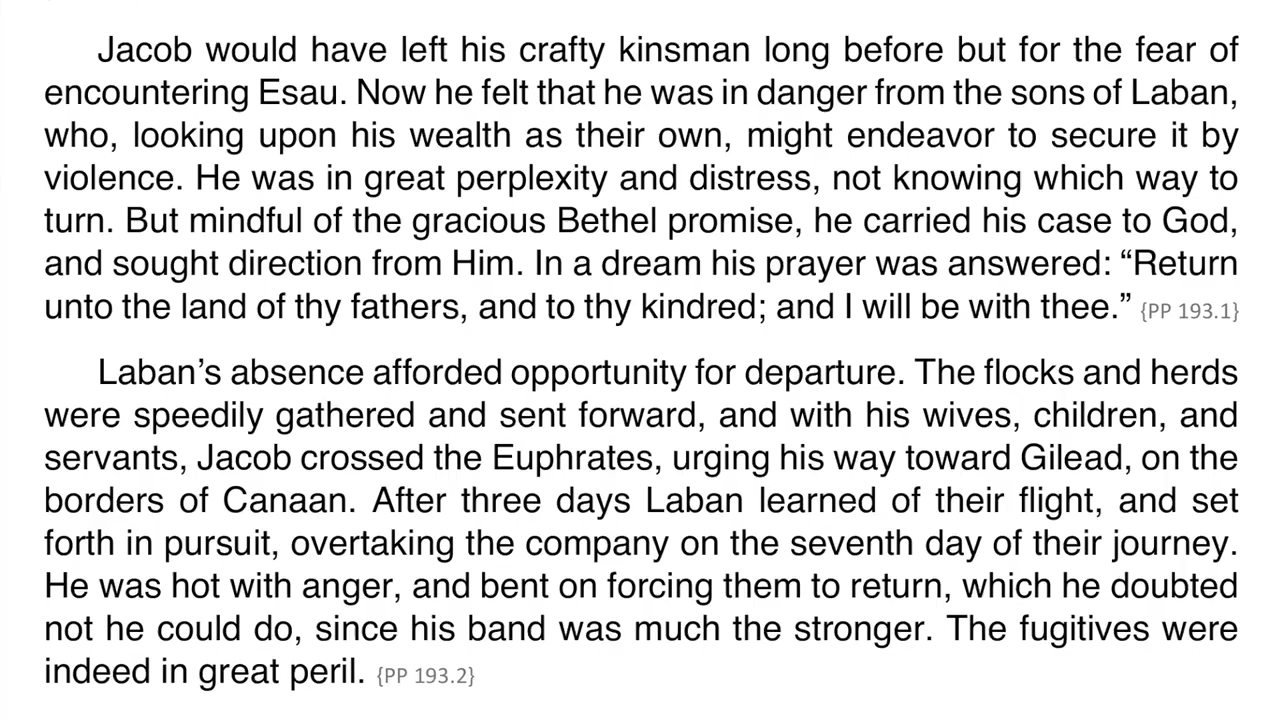 Jacob would have left his crafty kinsman long before but for the fear of
encountering Esau. Now he felt that he was in danger from the sons of Laban,
who, looking upon his wealth as their own, might endeavor to secure it by
violence. He was in great perplexity and distress, not knowing which way to
turn. But mindful of the gracious Bethel promise, he carried his case to God,
and sought direction from Him. In a dream his prayer was answered: “Return
unto the land of thy fathers, and to thy kindred; and I will be with thee.” {PP 193.1}
Laban’s absence afforded opportunity for departure. The flocks and herds
were speedily gathered and sent forward, and with his wives, children, and
servants, Jacob crossed the Euphrates, urging his way toward Gilead, on the
borders of Canaan. After three days Laban learned of their flight, and set
forth in pursuit, overtaking the company on the seventh day of their journey.
He was hot with anger, and bent on forcing them to return, which he doubted
not he could do, since his band was much the stronger. The fugitives were
indeed in great peril. {PP 193.2}